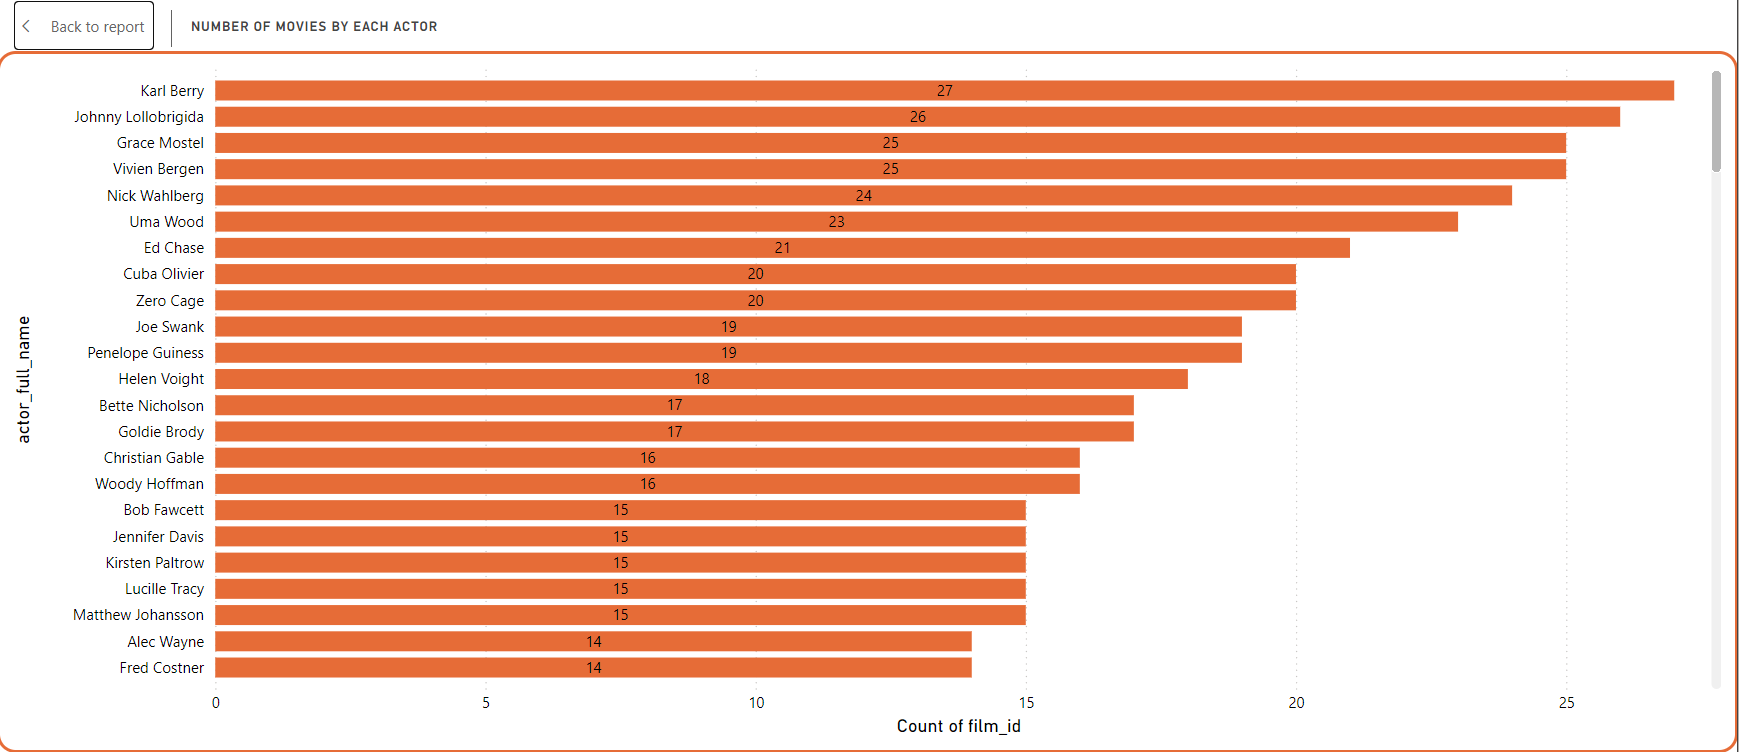 Back to report
NUMBER OF MOVIES BY EACH ACTOR
actor_full_name
Karl Berry 27
Johnny Lollobrigida 26
Grace Mostel 25
Vivien Bergen 25
Nick Wahlberg 24
Uma Wood 23
Ed Chase 21
Cuba Olivier 20
Zero Cage 20
Joe Swank 19
Penelope Guiness 19
Helen Voight 18
Bette Nicholson 17
Goldie Brody 17
Christian Gable 16
Woody Hoffman 16
Bob Fawcett 15
Jennifer Davis 15
Kirsten Paltrow 15
Lucille Tracy 15
Matthew Johansson 15
Alec Wayne 14
Fred Costner 14
0 5 10 15 20 25
Count of film_id